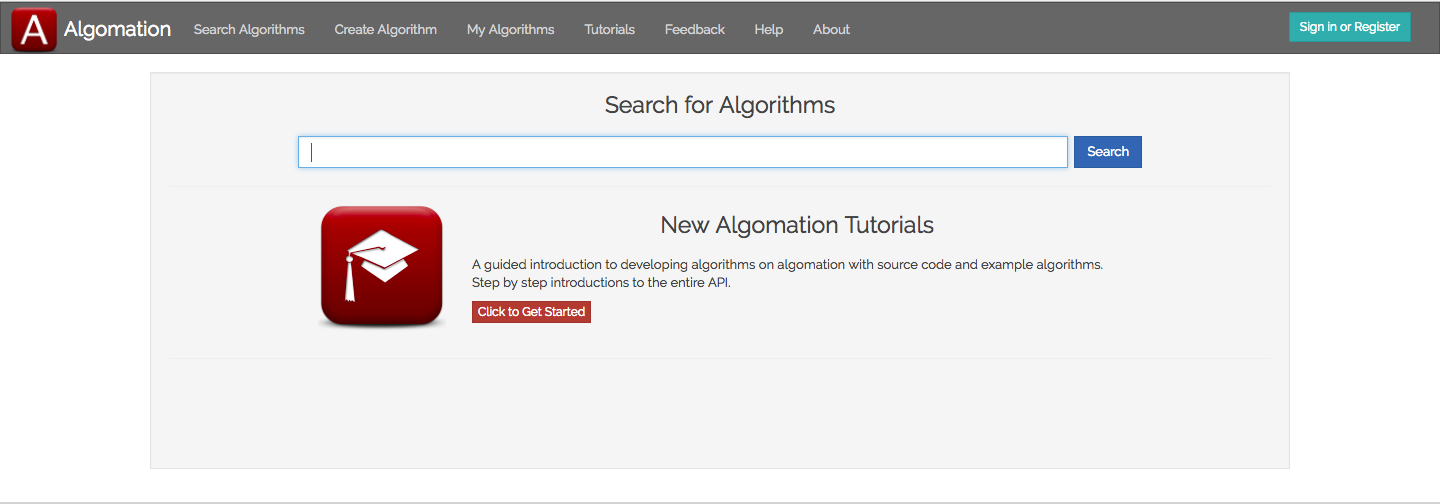 A Algomation Search Algorithms Create Algorithm My Algorithms Tutorials Feedback Help About Sign in or Register
Search for Algorithms
Search
New Algomation Tutorials
A guided introduction to developing algorithms on algomation with source code and example algorithms.
Step by step introductions to the entire API.
Click to Get Started